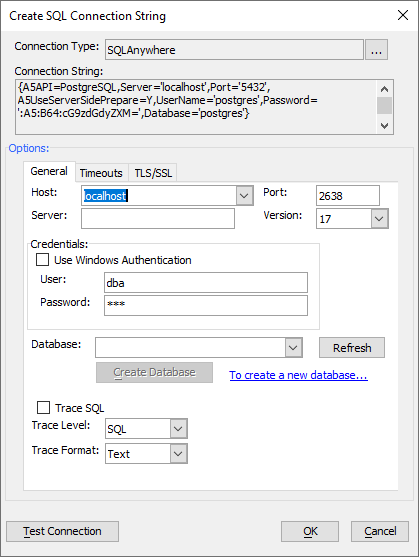 Create SQL Connection String
Connection Type: SQLAnywhere ...
Connection String:
{A5API=PostgreSQL,Server='localhost',Port='5432',
A5UseServerSidePrepare=Y,UserName='postgres',Password=
':A5:B64:cG9zdGdyZXM=',Database='postgres'}
Options:
General Timeouts TLS/SSL
Host: localhost Port: 2638
Server: Version: 17
Credentials:
Use Windows Authentication
User: dba
Password: ***
Database: Refresh
Create Database To create a new database...
Trace SQL
Trace Level: SQL
Trace Format: Text
Test Connection OK Cancel